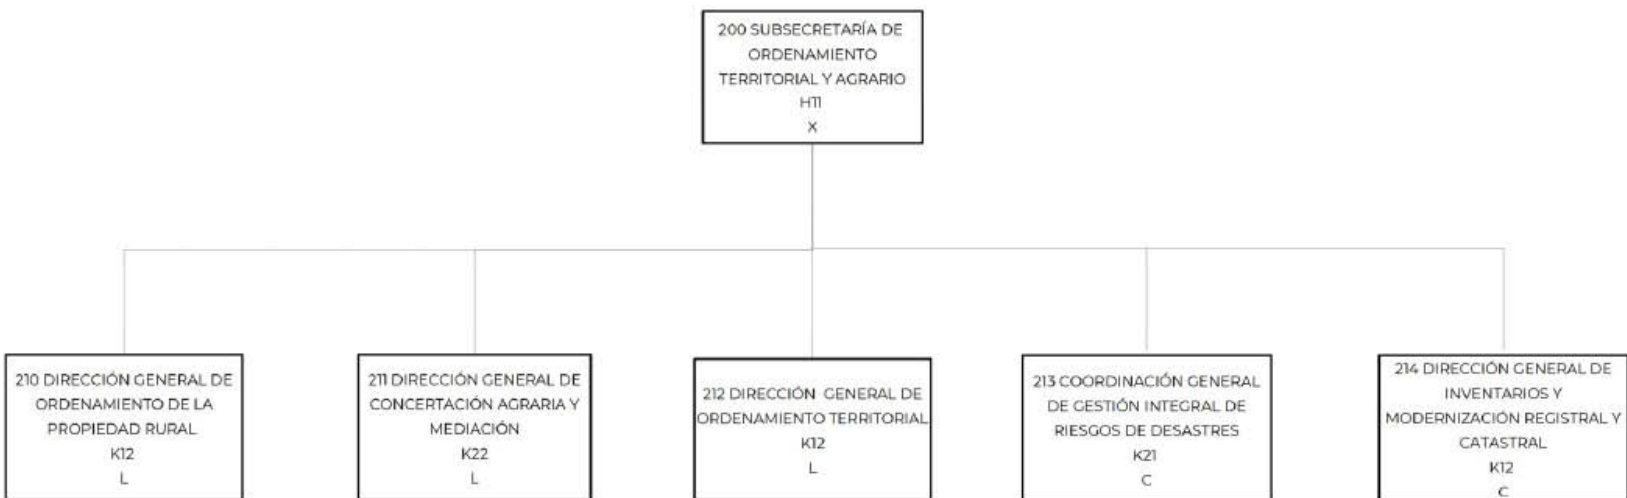 200 SUBSECRETARÍA DE
ORDENAMIENTO
TERRITORIAL Y AGRARIO
H11
X
210 DIRECCIÓN GENERAL DE
ORDENAMIENTO DE LA
PROPIEDAD RURAL
K12
L
211 DIRECCIÓN GENERAL DE
CONCERTACIÓN AGRARIA Y
MEDIACIÓN
K22
L
212 DIRECCIÓN GENERAL DE
ORDENAMIENTO TERRITORIAL
K12
L
213 COORDINACIÓN GENERAL
DE GESTIÓN INTEGRAL DE
RIESGOS DE DESASTRES
K21
C
214 DIRECCIÓN GENERAL DE
INVENTARIOS Y
MODERNIZACIÓN REGISTRAL Y
CATASTRAL
K12
C